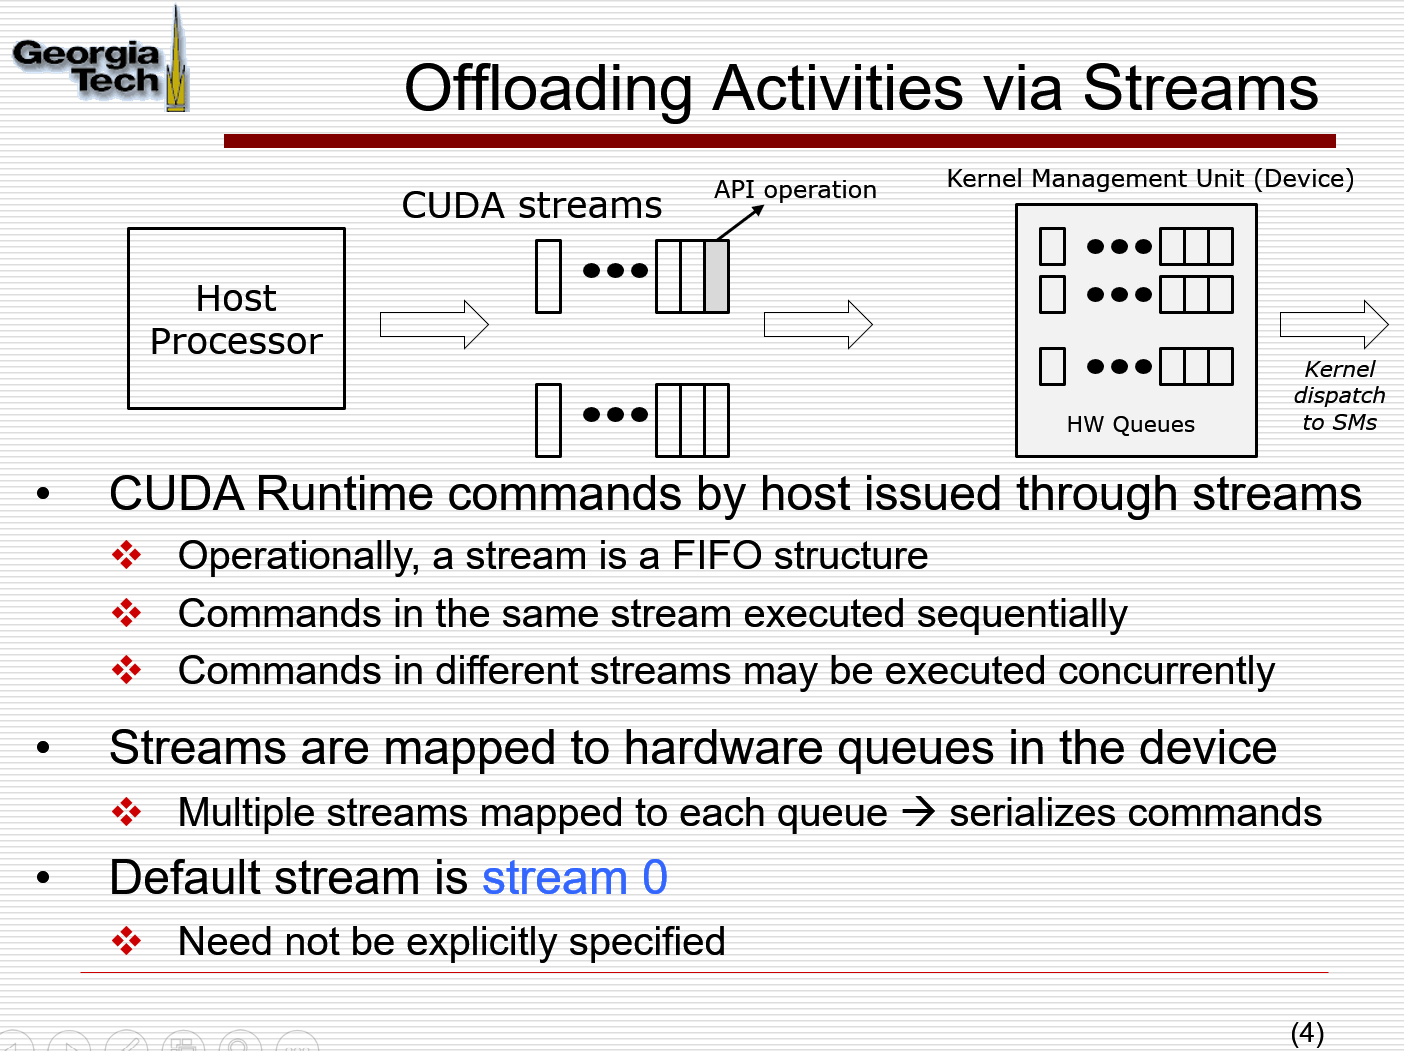 Georgia
Tech
Offloading Activities via Streams
Kernel Management Unit (Device)
CUDA streams
API operation
Host
Processor
Kernel
dispatch
to SMs
HW Queues
• CUDA Runtime commands by host issued through streams
❖ Operationally, a stream is a FIFO structure
❖ Commands in the same stream executed sequentially
❖ Commands in different streams may be executed concurrently
• Streams are mapped to hardware queues in the device
❖ Multiple streams mapped to each queue → serializes commands
• Default stream is stream 0
❖ Need not be explicitly specified
(4)